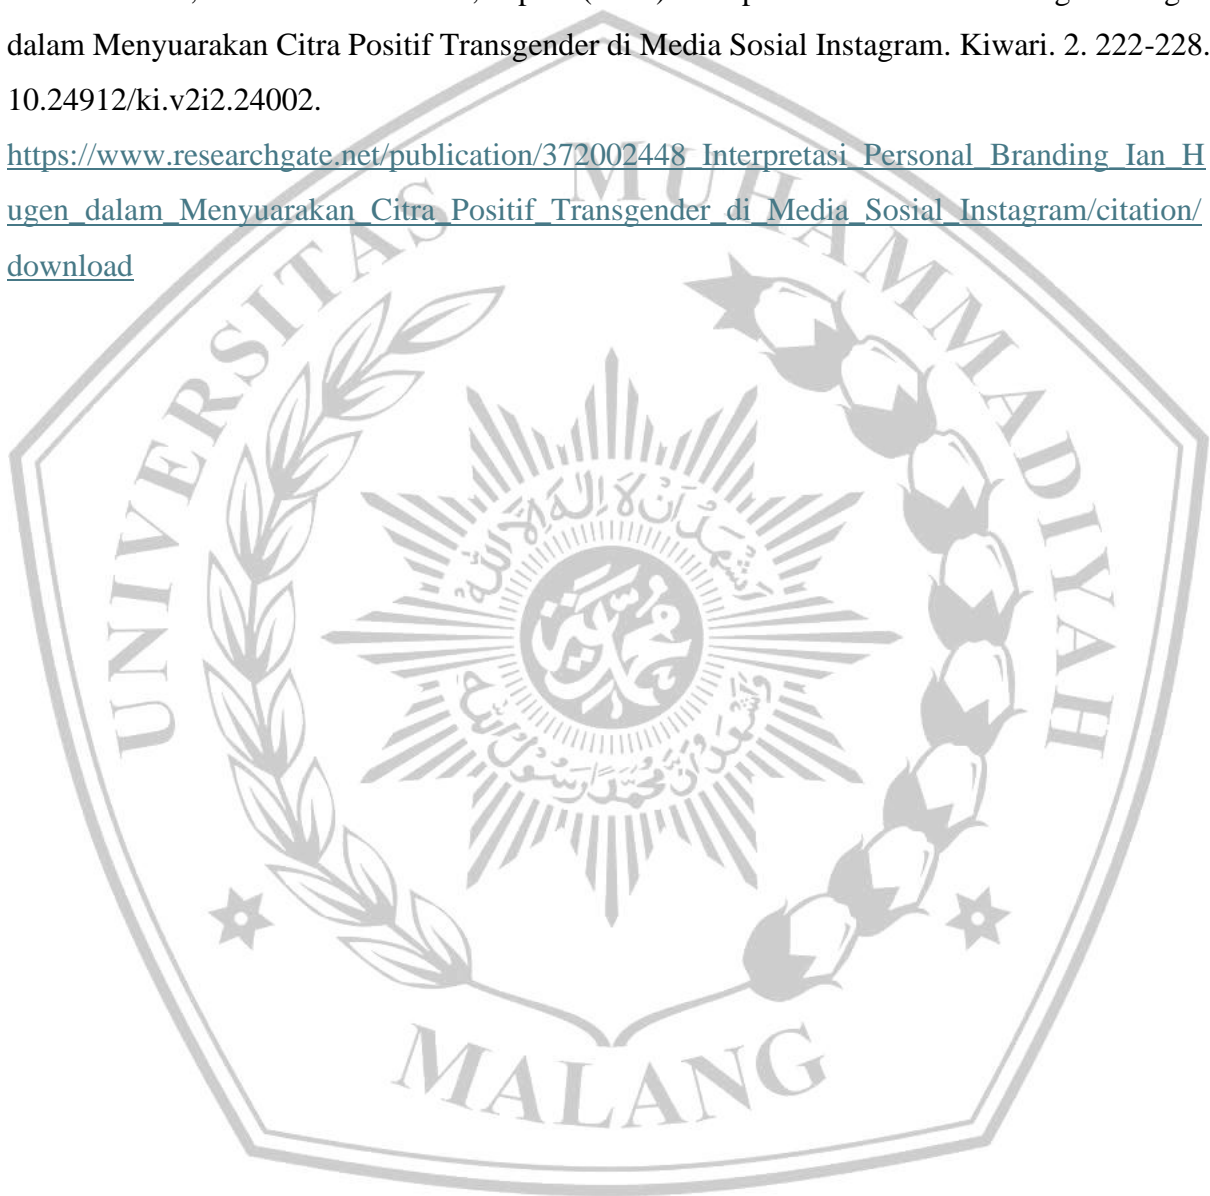 dalam Menyuarakan Citra Positif Transgender di Media Sosial Instagram. Kiwari. 2. 222-228.
10.24912/ki.v2i2.24002.
https://www.researchgate.net/publication/372002448_Interpretasi_Personal_Branding_Ian_H
ugen_dalam_Menyuarakan_Citra_Positif_Transgender_di_Media_Sosial_Instagram/citation/
download
UNIVERSITAS MUHAMMADIYAH
MALANG